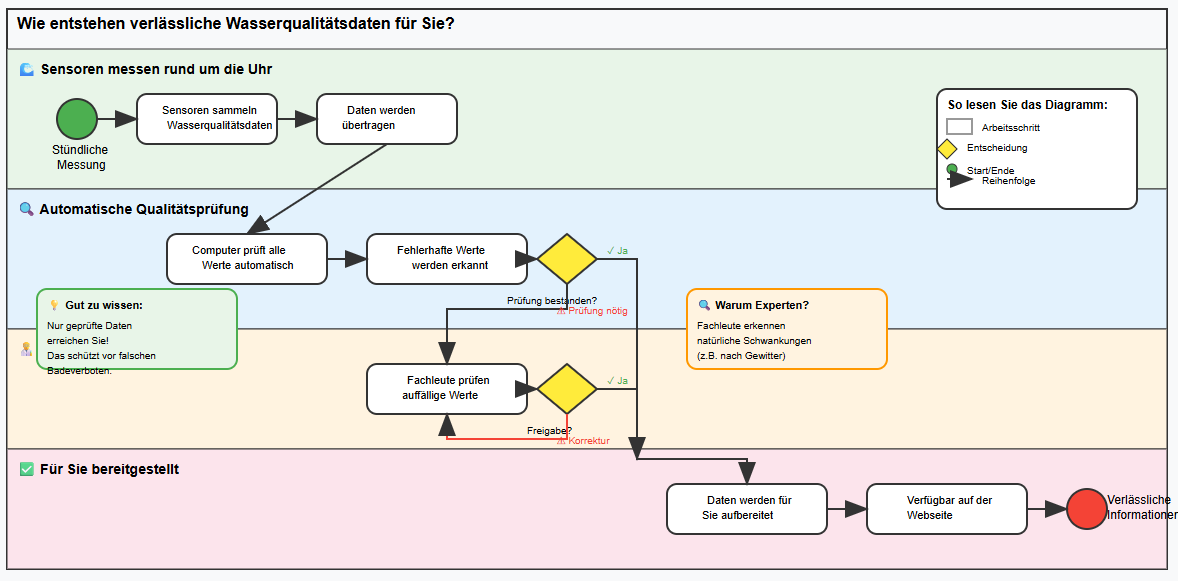 Wie entstehen verlässliche Wasserqualitätsdaten für Sie?
Sensoren messen rund um die Uhr
Stündliche
Messung
Sensoren sammeln
Wasserqualitätsdaten
Daten werden
übertragen
So lesen Sie das Diagramm:
Arbeitsschritt
Entscheidung
Start/Ende
Reihenfolge
Automatische Qualitätsprüfung
Computer prüft alle
Werte automatisch
Fehlerhafte Werte
werden erkannt
✓ Ja
Prüfung bestanden?
⚠ Prüfung nötig
Gut zu wissen:
Nur geprüfte Daten
erreichen Sie!
Das schützt vor falschen
Badeverboten.
Warum Experten?
Fachleute erkennen
natürliche Schwankungen
(z.B. nach Gewitter)
Fachleute prüfen
auffällige Werte
✓ Ja
Freigabe?
⚠ Korrektur
Für Sie bereitgestellt
Daten werden für
Sie aufbereitet
Verfügbar auf der
Webseite
Verlässliche
Informationen